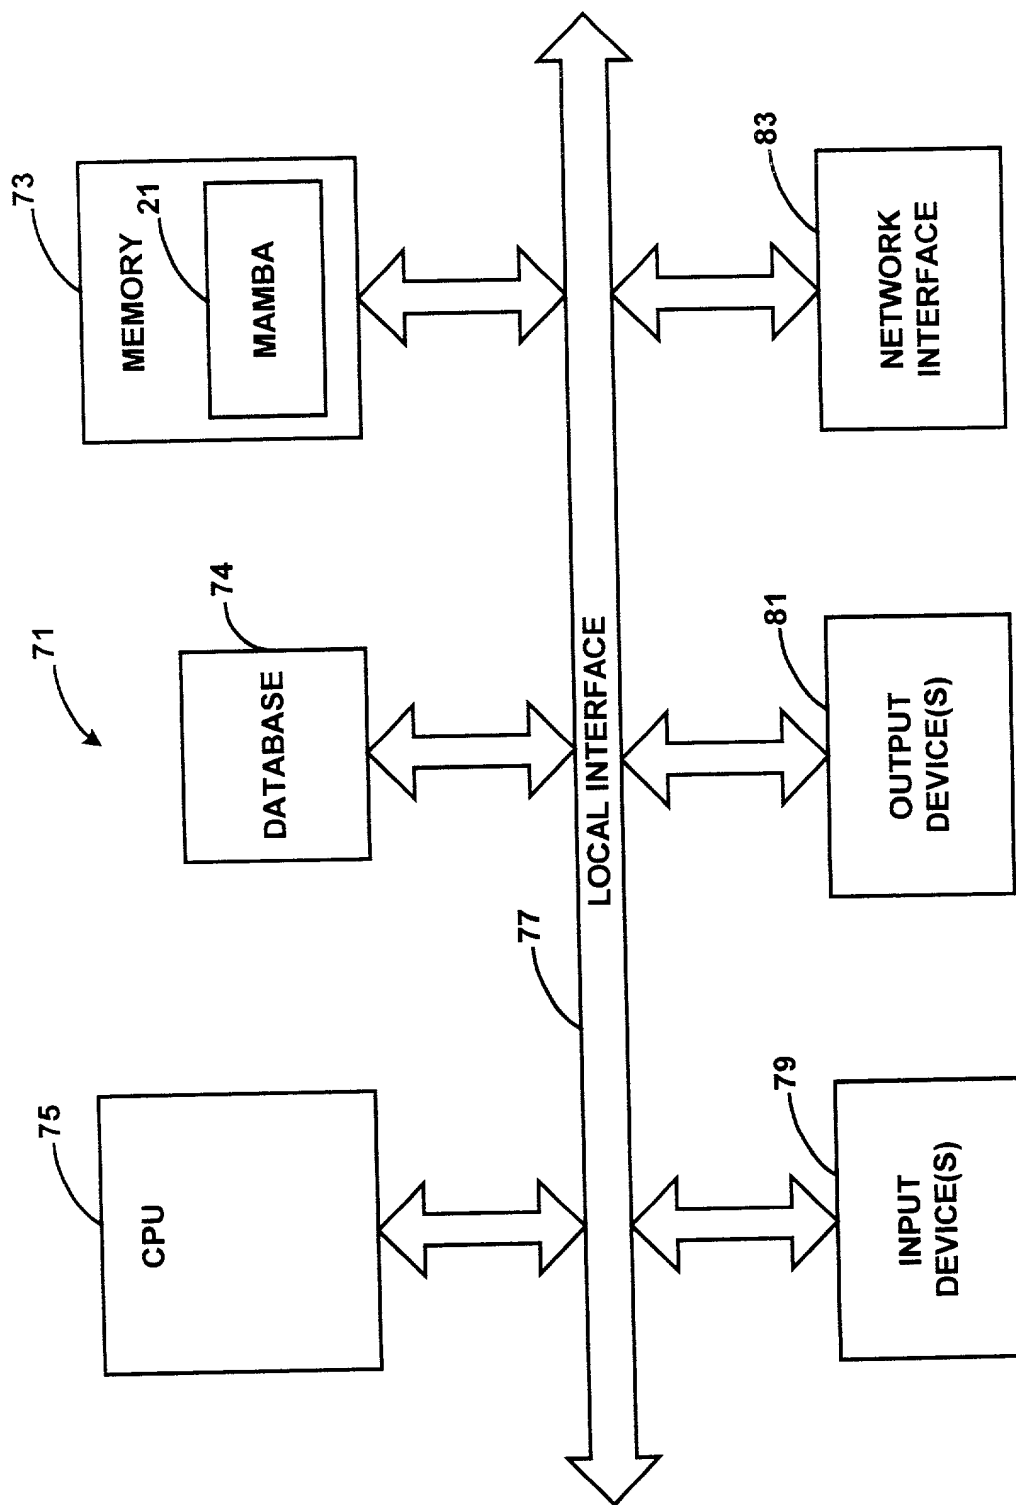 71
75
CPU
74
DATABASE
73
MEMORY
21
MAMBA
77
LOCAL INTERFACE
79
INPUT
DEVICE(S)
81
OUTPUT
DEVICE(S)
83
NETWORK
INTERFACE